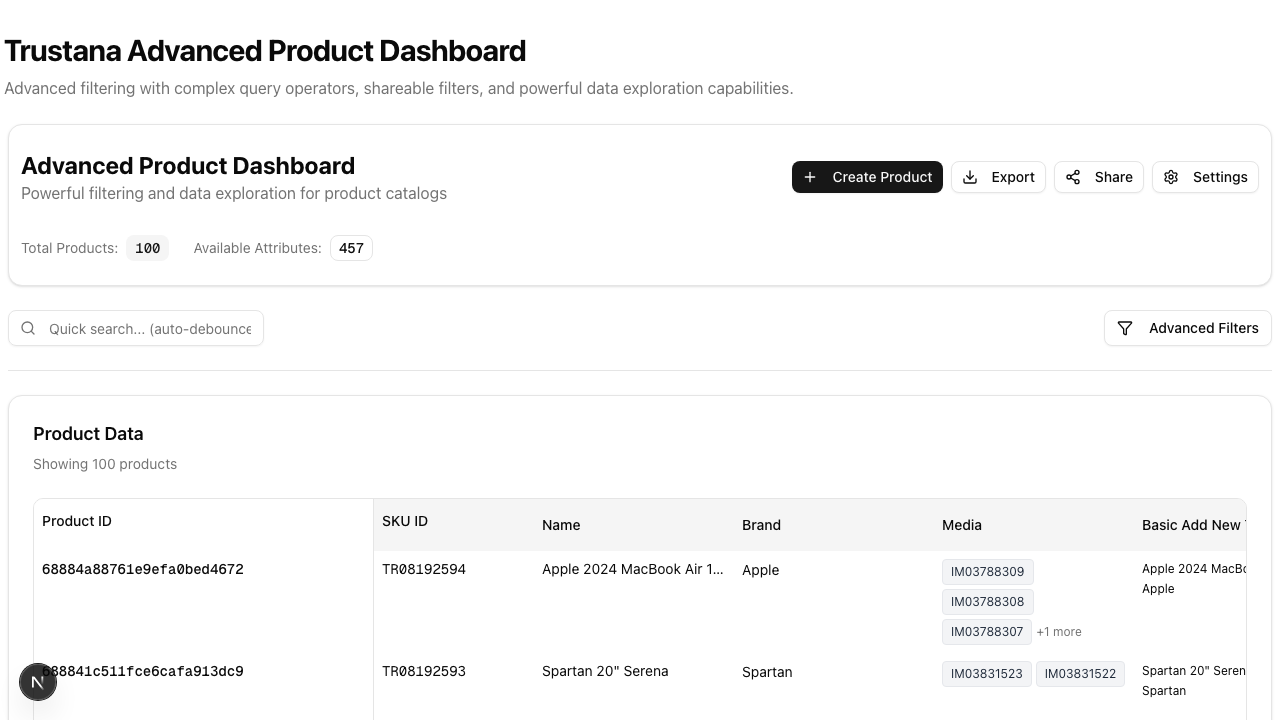 Trustana Advanced Product Dashboard
Advanced filtering with complex query operators, shareable filters, and powerful data exploration capabilities.
Advanced Product Dashboard
Powerful filtering and data exploration for product catalogs
Create Product
Export
Share
Settings
Total Products: 100
Available Attributes: 457
Quick search... (auto-debounce
Advanced Filters
Product Data
Showing 100 products
Product ID SKU ID Name Brand Media Basic Add New
68884a88761e9efa0bed4672 TR08192594 Apple 2024 MacBook Air 1... Apple IM03788309 Apple 2024 MacBo
IM03788308 Apple
IM03788307 +1 more
688841c511fce6cafa913dc9 TR08192593 Spartan 20" Serena Spartan IM03831523 IM03831522 Spartan 20" Seren
Spartan
N